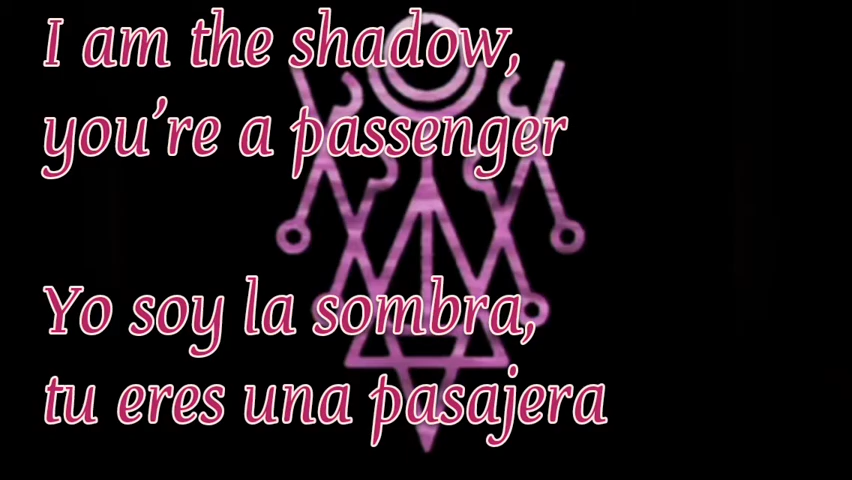 I am the shadow,
you’re a passenger
Yo soy la sombra,
tu eres una pasajera